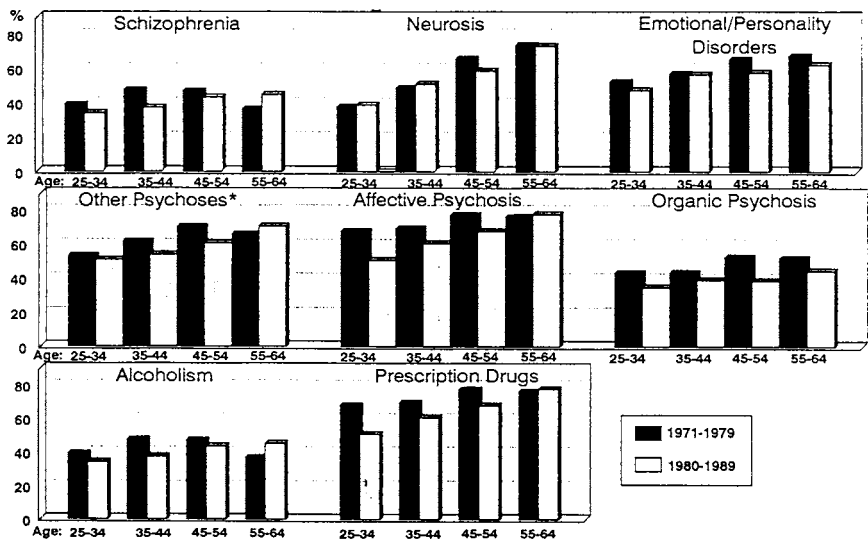 %
Schizophrenia
Neurosis
Emotional/Personality
Disorders
80
60
40
20
0
Age: 25-34 35-44 45-54 55-64
25-34 35-44 45-54 55-64
25-34 35-44 45-54 55-64
Other Psychoses*
Affective Psychosis
Organic Psychosis
80
60
40
20
0
Age: 25-34 35-44 45-54 55-64
25-34 35-44 45-54 55-64
25-34 35-44 45-54 55-64
Alcoholism
Prescription Drugs
80
60
40
20
0
Age: 25-34 35-44 45-54 55-64
25-34 35-44 45-54 55-64
1971-1979
1980-1989